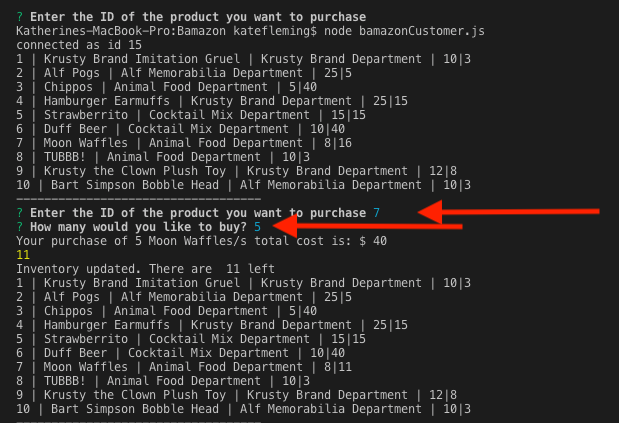 ? Enter the ID of the product you want to purchase
Katherines-MacBook-Pro:Bamazon katefleming$ node bamazonCustomer.js
connected as id 15
1 | Krusty Brand Imitation Gruel | Krusty Brand Department | 10|3
2 | Alf Pogs | Alf Memorabilia Department | 25|5
3 | Chippos | Animal Food Department | 5|40
4 | Hamburger Earmuffs | Krusty Brand Department | 25|15
5 | Strawberrito | Cocktail Mix Department | 15|15
6 | Duff Beer | Cocktail Mix Department | 10|40
7 | Moon Waffles | Animal Food Department | 8|16
8 | TUBBB! | Animal Food Department | 10|3
9 | Krusty the Clown Plush Toy | Krusty Brand Department | 12|8
10 | Bart Simpson Bobble Head | Alf Memorabilia Department | 10|3
-----------------------------------
? Enter the ID of the product you want to purchase 7
? How many would you like to buy? 5
Your purchase of 5 Moon Waffles/s total cost is: $ 40
11
Inventory updated. There are  11 left
1 | Krusty Brand Imitation Gruel | Krusty Brand Department | 10|3
2 | Alf Pogs | Alf Memorabilia Department | 25|5
3 | Chippos | Animal Food Department | 5|40
4 | Hamburger Earmuffs | Krusty Brand Department | 25|15
5 | Strawberrito | Cocktail Mix Department | 15|15
6 | Duff Beer | Cocktail Mix Department | 10|40
7 | Moon Waffles | Animal Food Department | 8|11
8 | TUBBB! | Animal Food Department | 10|3
9 | Krusty the Clown Plush Toy | Krusty Brand Department | 12|8
10 | Bart Simpson Bobble Head | Alf Memorabilia Department | 10|3
-----------------------------------